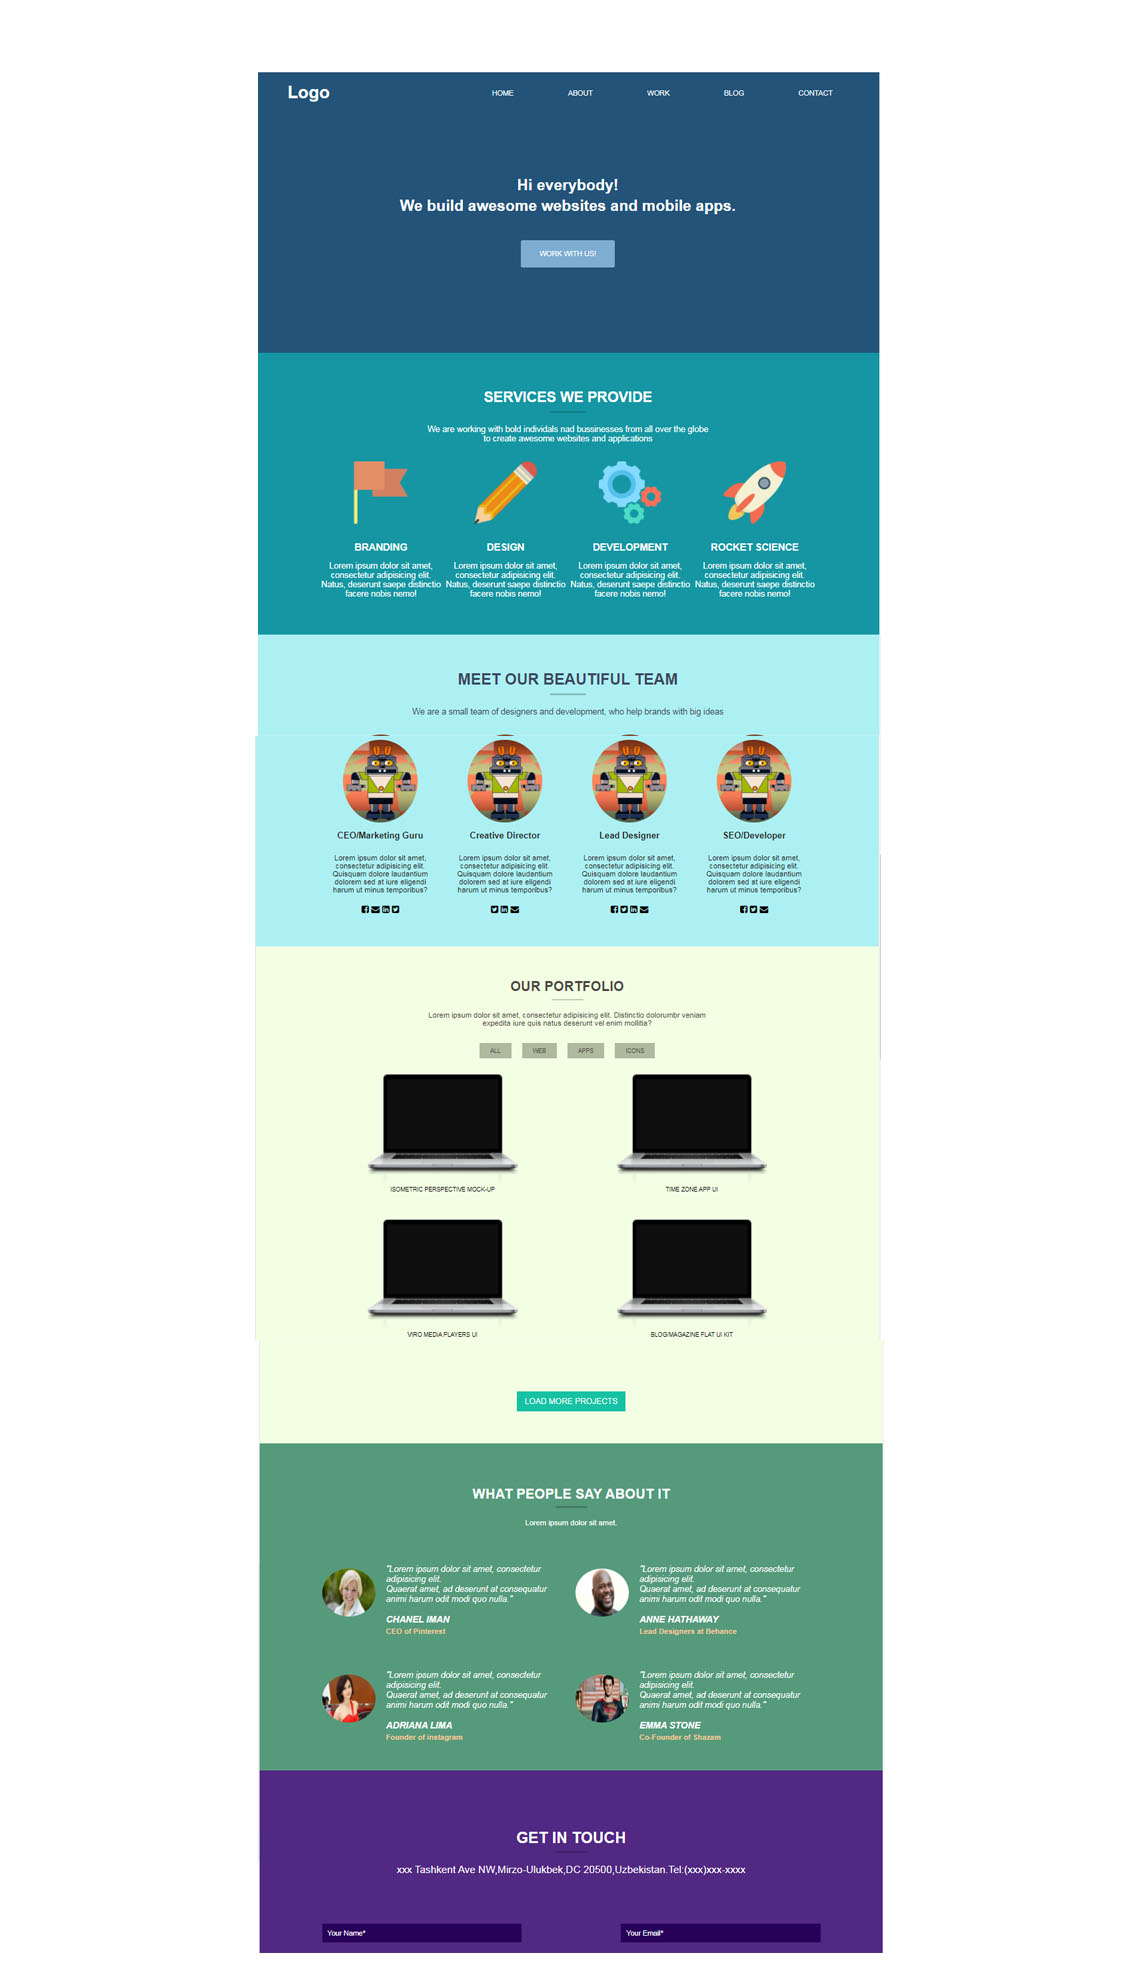 Logo
HOME ABOUT WORK BLOG CONTACT
Hi everybody!
We build awesome websites and mobile apps.
WORK WITH US!
SERVICES WE PROVIDE
We are working with bold individals nad bussinesses from all over the globe
to create awesome websites and applications
BRANDING
Lorem ipsum dolor sit amet,
consectetur adipisicing elit.
Natus, deserunt saepe distinctio
facere nobis nemo!
DESIGN
Lorem ipsum dolor sit amet,
consectetur adipisicing elit.
Natus, deserunt saepe distinctio
facere nobis nemo!
DEVELOPMENT
Lorem ipsum dolor sit amet,
consectetur adipisicing elit.
Natus, deserunt saepe distinctio
facere nobis nemo!
ROCKET SCIENCE
Lorem ipsum dolor sit amet,
consectetur adipisicing elit.
Natus, deserunt saepe distinctio
facere nobis nemo!
MEET OUR BEAUTIFUL TEAM
We are a small team of designers and development, who help brands with big ideas
CEO/Marketing Guru
Lorem ipsum dolor sit amet,
consectetur adipisicing elit.
Quisquam dolore laudantium
dolorem sed at iure eligendi
harum ut minus temporibus?
Creative Director
Lorem ipsum dolor sit amet,
consectetur adipisicing elit.
Quisquam dolore laudantium
dolorem sed at iure eligendi
harum ut minus temporibus?
Lead Designer
Lorem ipsum dolor sit amet,
consectetur adipisicing elit.
Quisquam dolore laudantium
dolorem sed at iure eligendi
harum ut minus temporibus?
SEO/Developer
Lorem ipsum dolor sit amet,
consectetur adipisicing elit.
Quisquam dolore laudantium
dolorem sed at iure eligendi
harum ut minus temporibus?
OUR PORTFOLIO
Lorem ipsum dolor sit amet, consectetur adipisicing elit. Distinctio dolorumbr veniam
expedita iure quis natus deserunt vel enim mollitia?
ALL WEB APPS ICONS
ISOMETRIC PERSPECTIVE MOCK-UP
TIME ZONE APP UI
VIRO MEDIA PLAYERS UI
BLOG/MAGAZINE FLAT UI KIT
LOAD MORE PROJECTS
WHAT PEOPLE SAY ABOUT IT
Lorem ipsum dolor sit amet.
"Lorem ipsum dolor sit amet, consectetur
adipisicing elit.
Quaerat amet, ad deserunt at consequatur
animi harum odit modi quo nulla."
CHANEL IMAN
CEO of Pinterest
"Lorem ipsum dolor sit amet, consectetur
adipisicing elit.
Quaerat amet, ad deserunt at consequatur
animi harum odit modi quo nulla."
ANNE HATHAWAY
Lead Designers at Behance
"Lorem ipsum dolor sit amet, consectetur
adipisicing elit.
Quaerat amet, ad deserunt at consequatur
animi harum odit modi quo nulla."
ADRIANA LIMA
Founder of instagram
"Lorem ipsum dolor sit amet, consectetur
adipisicing elit.
Quaerat amet, ad deserunt at consequatur
animi harum odit modi quo nulla."
EMMA STONE
Co-Founder of Shazam
GET IN TOUCH
xxx Tashkent Ave NW,Mirzo-Ulukbek,DC 20500,Uzbekistan.Tel:(xxx)xxx-xxxx
Your Name*
Your Email*